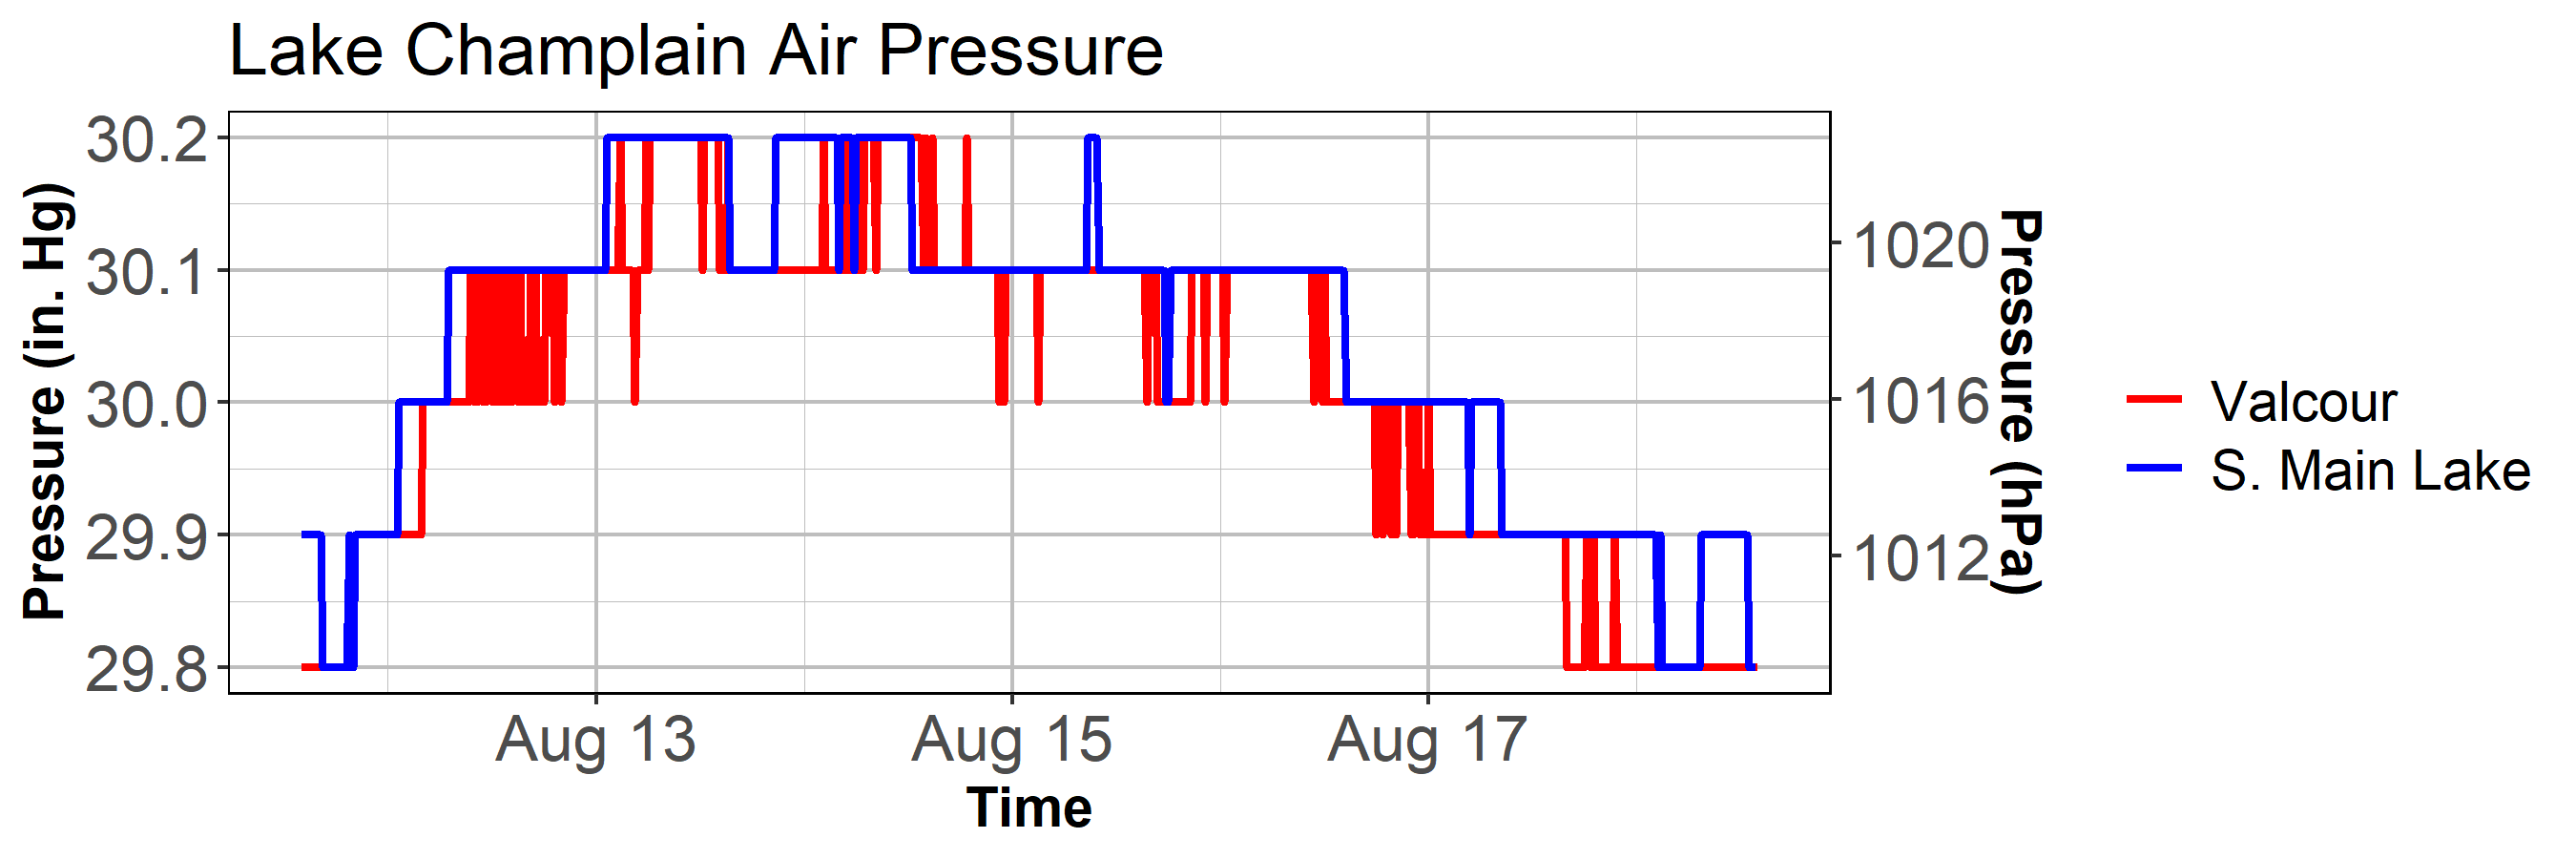 Lake Champlain Air Pressure
Pressure (in. Hg)
30.2
30.1
30.0
29.9
29.8
1020
1016
1012
Pressure (hPa)
Valcour
S. Main Lake
Aug 13
Aug 15
Aug 17
Time